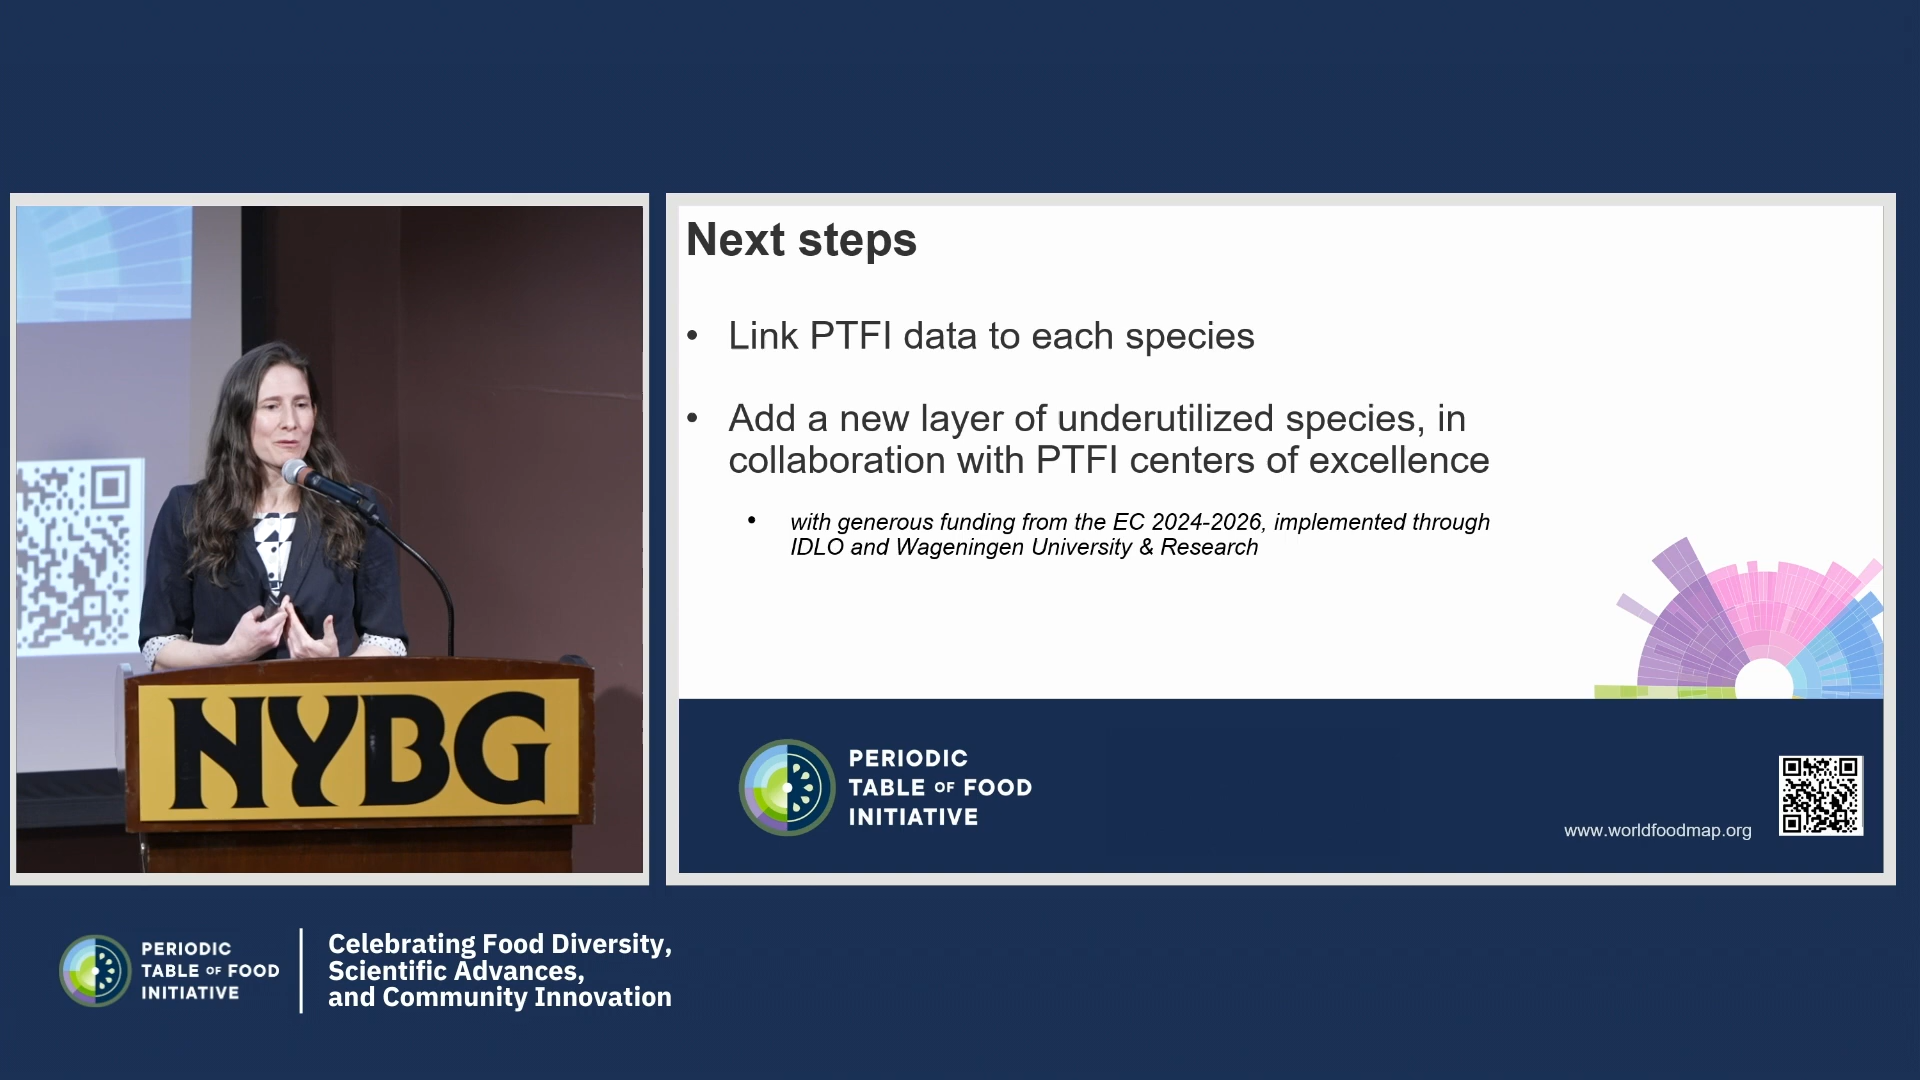 NYBG
Next steps
• Link PTFI data to each species
• Add a new layer of underutilized species, in
collaboration with PTFI centers of excellence
• with generous funding from the EC 2024-2026, implemented through
IDLO and Wageningen University & Research
PERIODIC
TABLE OF FOOD
INITIATIVE
www.worldfoodmap.org
PERIODIC
TABLE OF FOOD
INITIATIVE
Celebrating Food Diversity,
Scientific Advances,
and Community Innovation